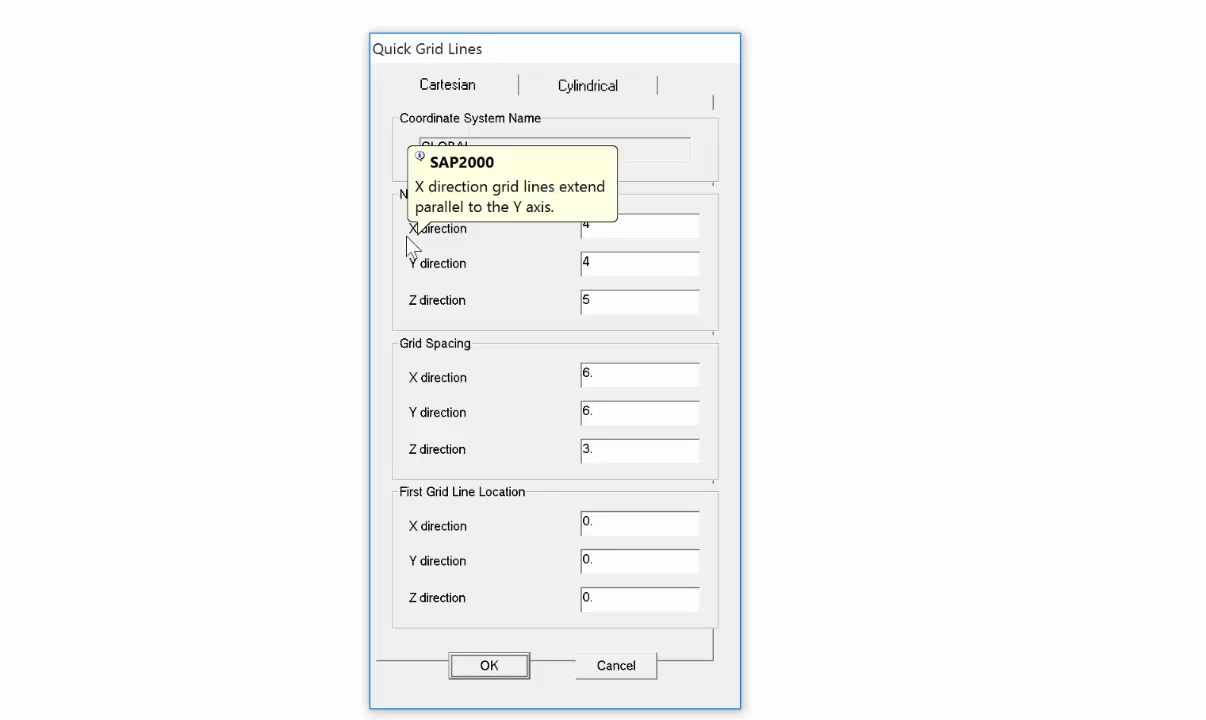 Quick Grid Lines
Cartesian
Cylindrical
Coordinate System Name
GLOBAL
SAP2000
X direction grid lines extend
parallel to the Y axis.
N
X direction
4
Y direction
4
Z direction
5
Grid Spacing
X direction
6.
Y direction
6.
Z direction
3.
First Grid Line Location
X direction
0.
Y direction
0.
Z direction
0.
OK
Cancel